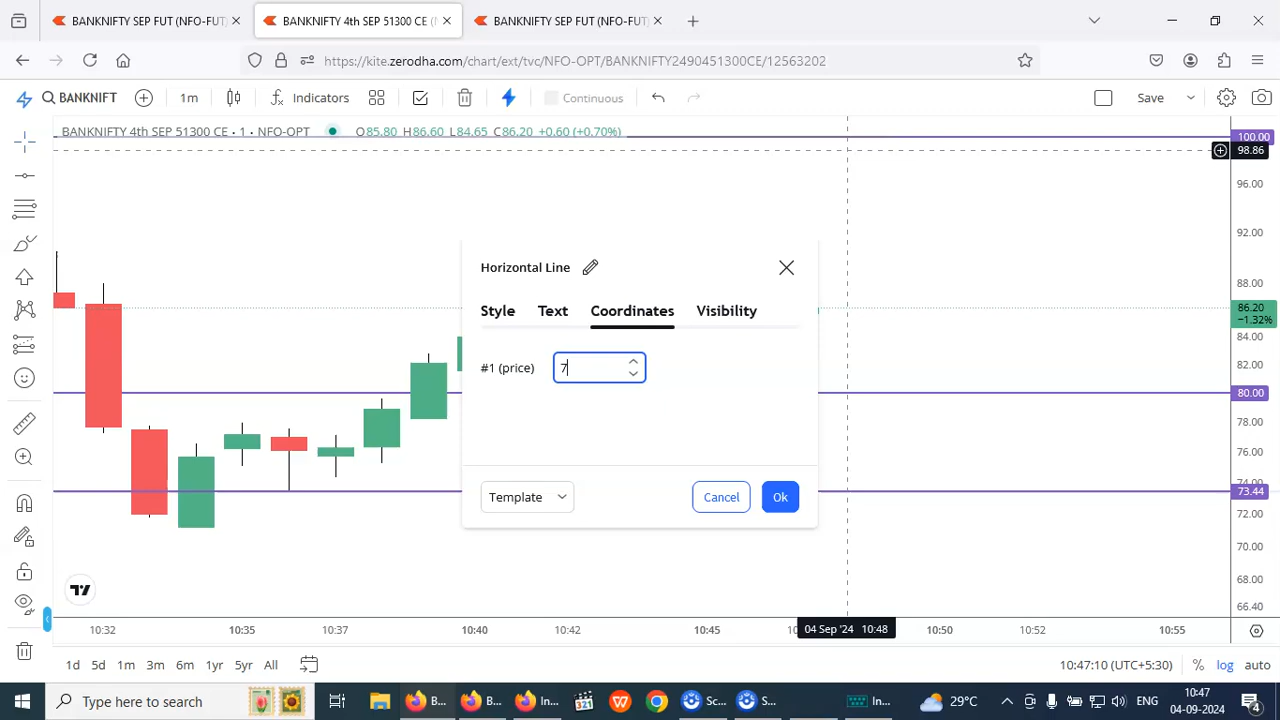 BANKNIFTY SEP FUT (NFO-FUT)
BANKNIFTY 4th SEP 51300 CE (N
BANKNIFTY SEP FUT (NFO-FUT)
https://kite.zerodha.com/chart/ext/tvc/NFO-OPT/BANKNIFTY2490451300CE/12563202
BANKNIFT
1m
Indicators
Continuous
Save
BANKNIFTY 4th SEP 51300 CE · 1 · NFO-OPT
O85.80 H86.60 L84.65 C86.20 +0.60 (+0.70%)
100.00
98.86
96.00
92.00
88.00
86.20
−1.32%
84.00
82.00
80.00
78.00
76.00
74.00
73.44
72.00
70.00
68.00
66.40
Horizontal Line
Style
Text
Coordinates
Visibility
#1 (price)
7
Template
Cancel
Ok
10:32
10:35
10:37
10:40
10:42
10:45
04 Sep '24 10:48
10:50
10:52
10:55
1d
5d
1m
3m
6m
1yr
5yr
All
10:47:10 (UTC+5:30)
%
log
auto
Type here to search
B...
B...
In...
321
W
Sc...
S...
In...
29°C
ENG
10:47
04-09-2024
4